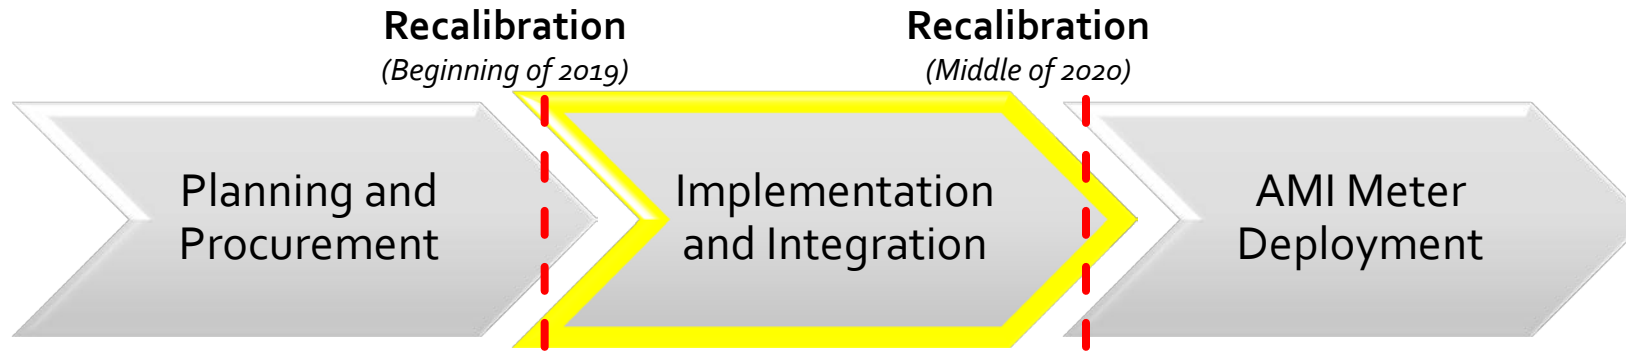 Recalibration
(Beginning of 2019)
Recalibration
(Middle of 2020)
Planning and
Procurement
Implementation
and Integration
AMI Meter
Deployment